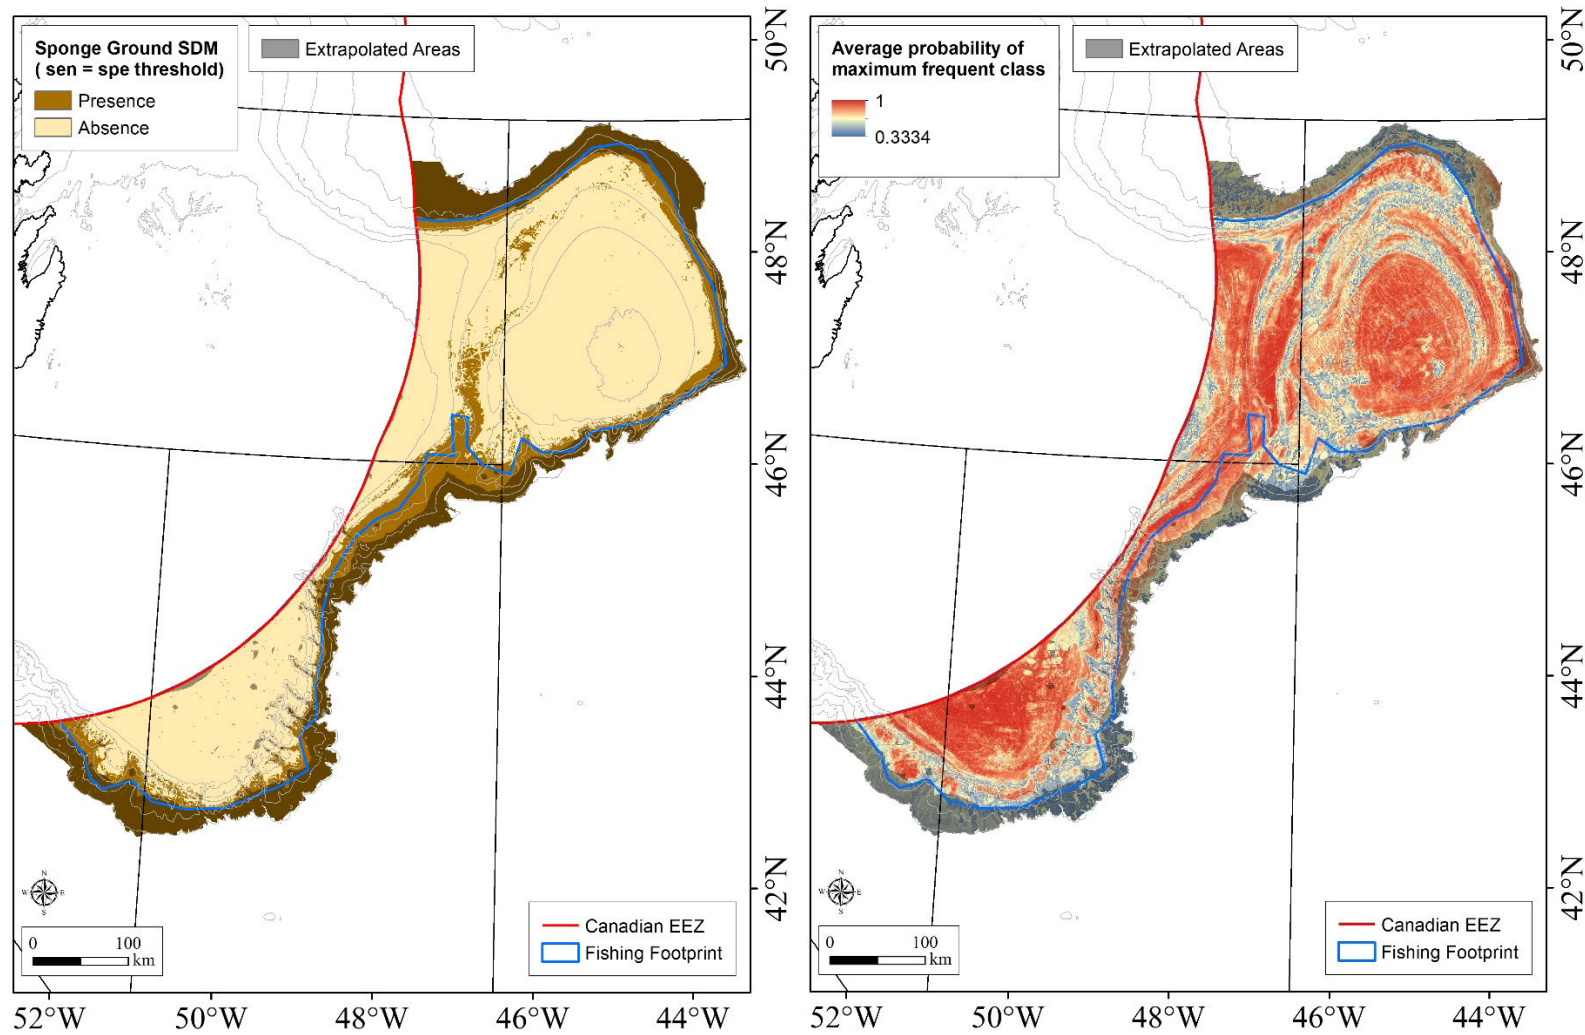 Sponge Ground SDM
( sen = spe threshold)
Presence
Absence
Extrapolated Areas
N
W E
S
0 100
km
Canadian EEZ
Fishing Footprint
50°N
48°N
46°N
44°N
42°N
52°W 50°W 48°W 46°W 44°W
Average probability of
maximum frequent class
1
0.3334
Extrapolated Areas
N
W E
S
0 100
km
Canadian EEZ
Fishing Footprint
50°N
48°N
46°N
44°N
42°N
52°W 50°W 48°W 46°W 44°W